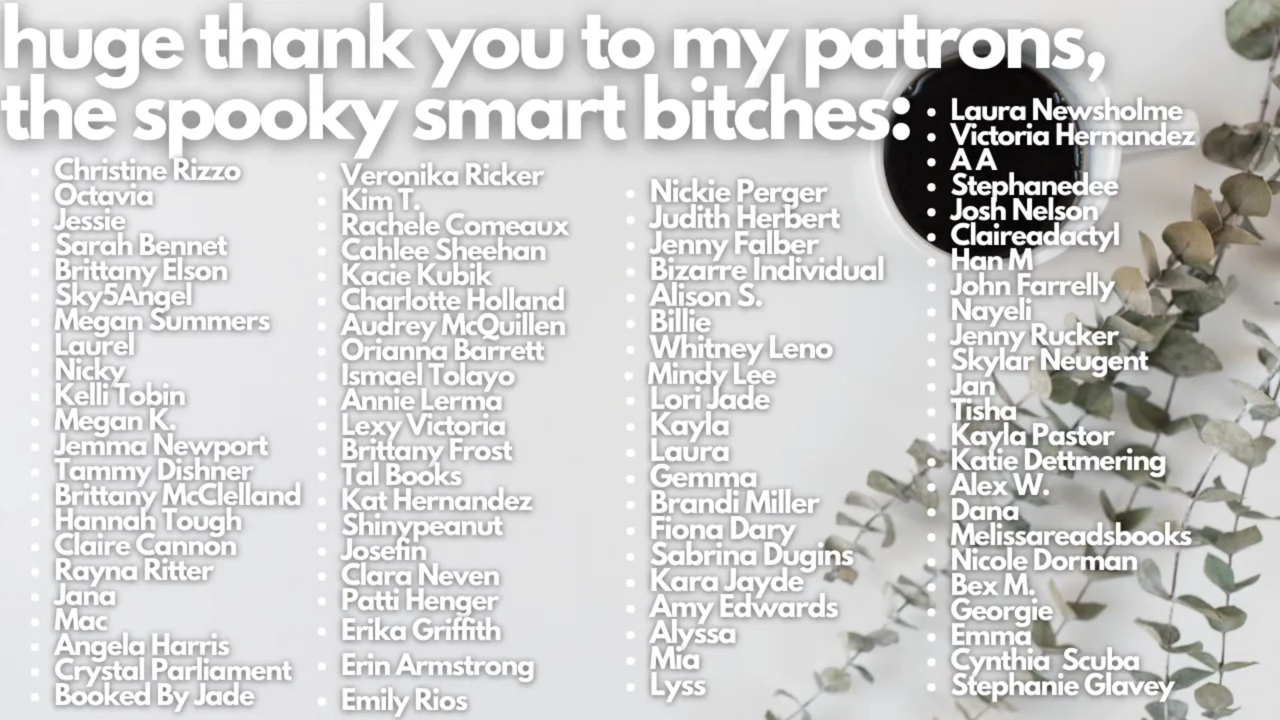 huge thank you to my patrons,
the spooky smart bitches:
Christine Rizzo
Octavia
Jessie
Sarah Bennet
Brittany Elson
Sky5Angel
Megan Summers
Laurel
Nicky
Kelli Tobin
Megan K.
Jemma Newport
Tammy Dishner
Brittany McClelland
Hannah Tough
Claire Cannon
Rayna Ritter
Jana
Mac
Angela Harris
Crystal Parliament
Booked By Jade
Veronika Ricker
Kim T.
Rachele Comeaux
Cahlee Sheehan
Kacie Kubik
Charlotte Holland
Audrey McQuillen
Orianna Barrett
Ismael Tolayo
Annie Lerma
Lexy Victoria
Brittany Frost
Tal Books
Kat Hernandez
Shinypeanut
Josefin
Clara Neven
Patti Henger
Erika Griffith
Erin Armstrong
Emily Rios
Nickie Perger
Judith Herbert
Jenny Falber
Bizarre Individual
Alison S.
Billie
Whitney Leno
Mindy Lee
Lori Jade
Kayla
Laura
Gemma
Brandi Miller
Fiona Dary
Sabrina Dugins
Kara Jayde
Amy Edwards
Alyssa
Mia
Lyss
Laura Newsholme
Victoria Hernandez
A A
Stephanedee
Josh Nelson
Claireadactyl
Han M
John Farrelly
Nayeli
Jenny Rucker
Skylar Neugent
Jan
Tisha
Kayla Pastor
Katie Dettmering
Alex W.
Dana
Melissareadsbooks
Nicole Dorman
Bex M.
Georgie
Emma
Cynthia Scuba
Stephanie Glavey